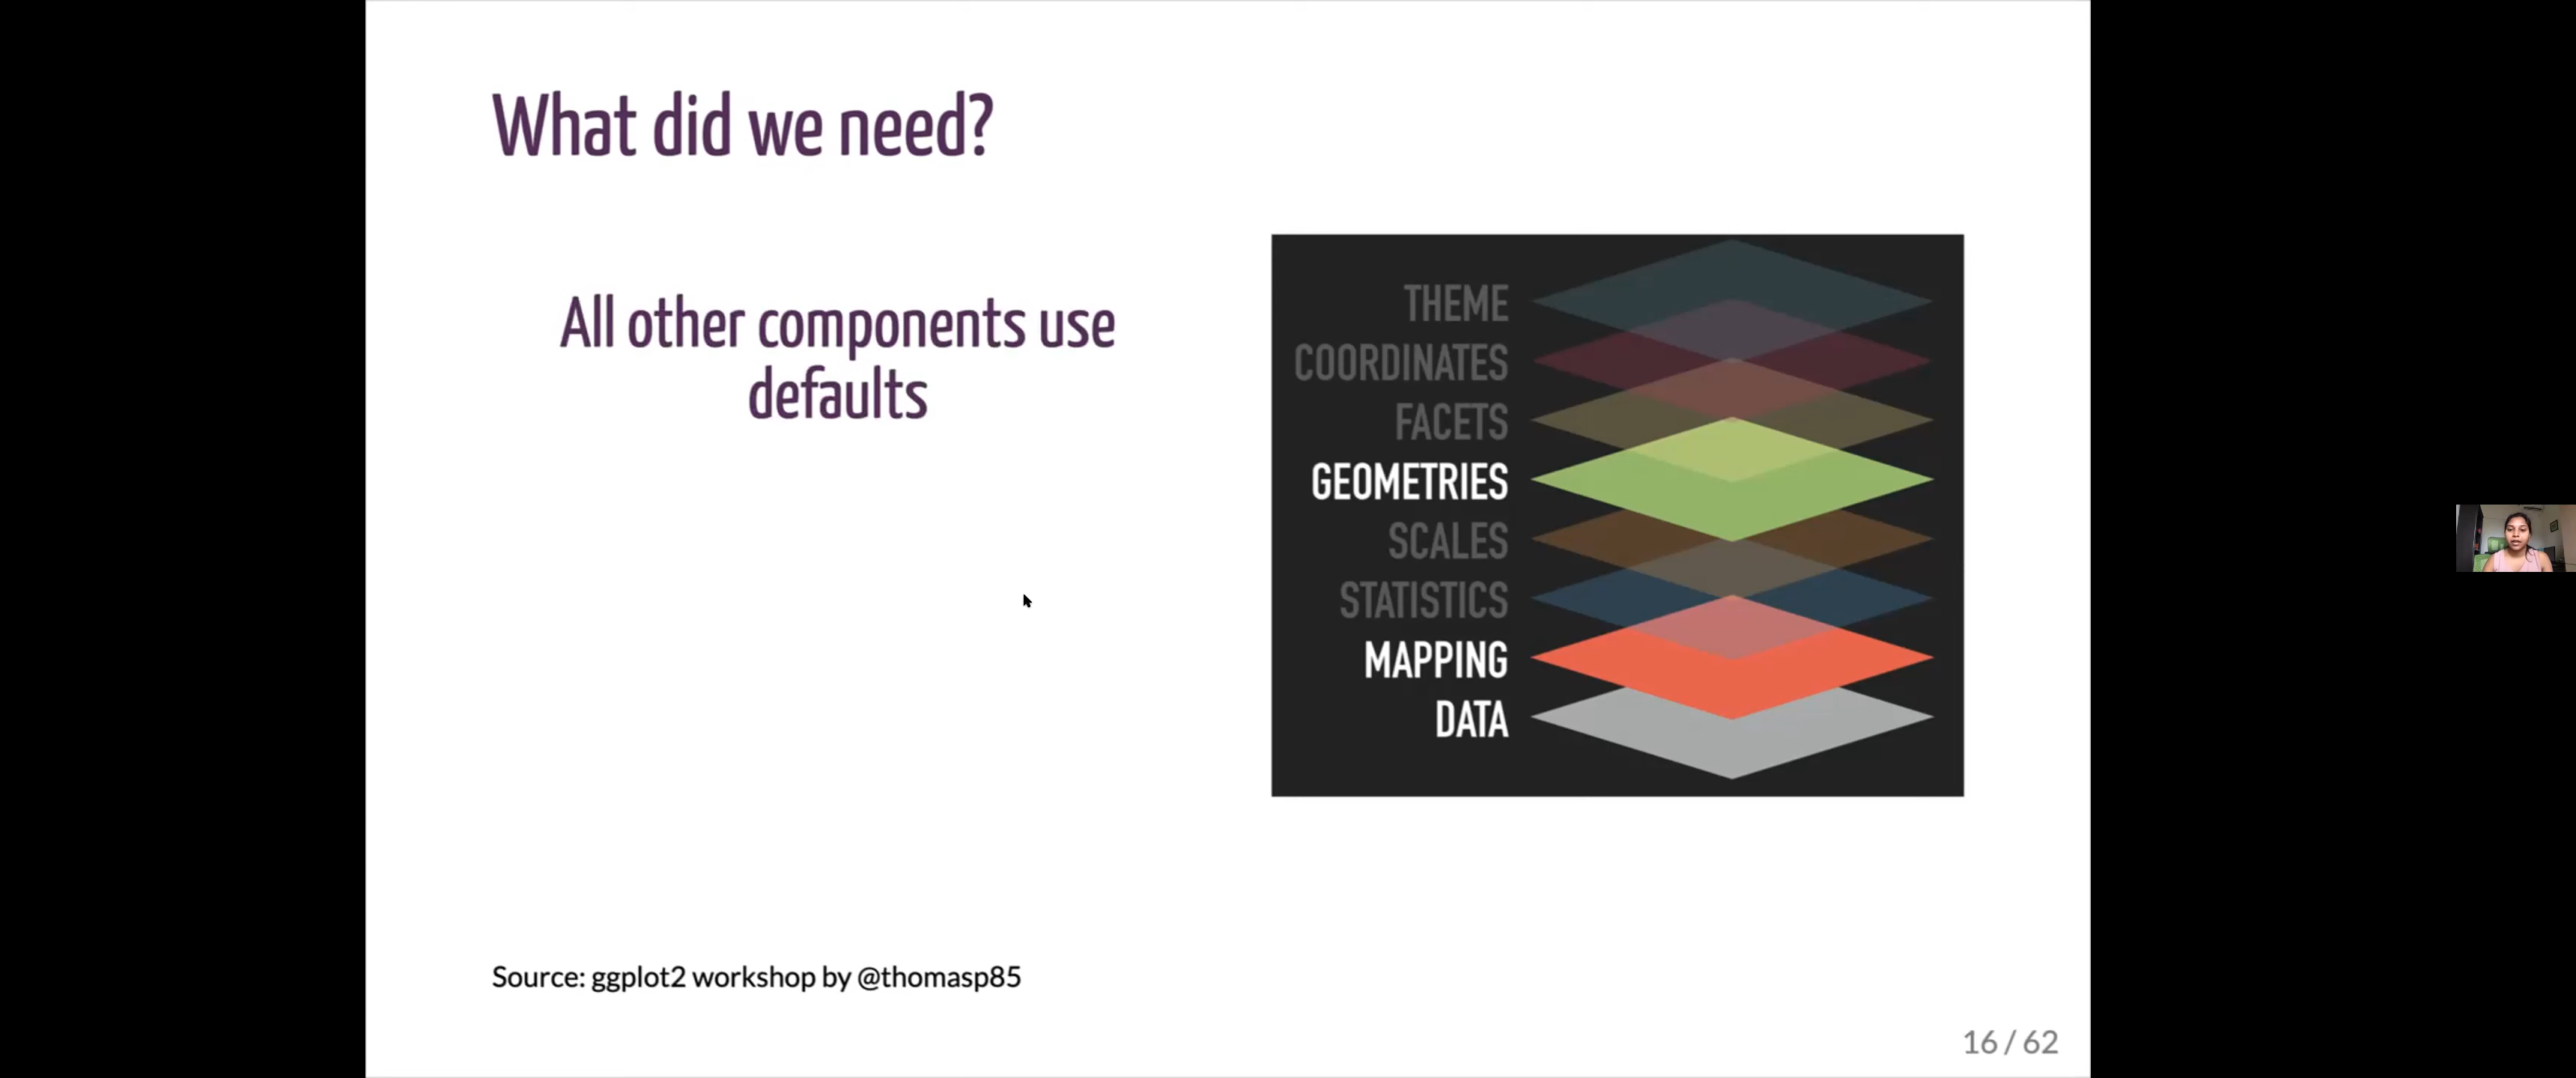 What did we need?
All other components use
defaults
THEME
COORDINATES
FACETS
GEOMETRIES
SCALES
STATISTICS
MAPPING
DATA
Source: ggplot2 workshop by @thomasp85
16 / 62